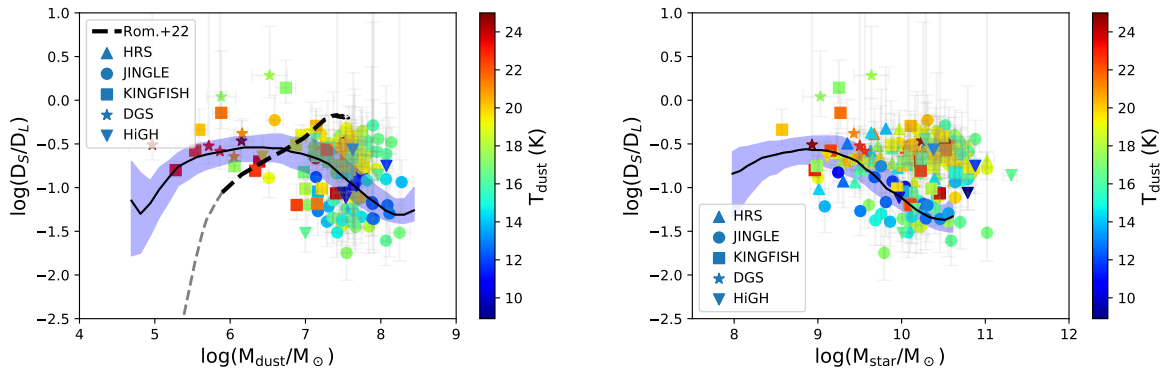 1.0
0.5
0.0
−0.5
−1.0
−1.5
−2.0
−2.5
log(D_S/D_L)
4 5 6 7 8 9
log(M_dust/M_⊙)
Rom.+22
HRS
JINGLE
KINGFISH
DGS
HiGH
24
22
20
18
16
14
12
10
T_dust (K)
1.0
0.5
0.0
−0.5
−1.0
−1.5
−2.0
−2.5
log(D_S/D_L)
8 9 10 11 12
log(M_star/M_⊙)
HRS
JINGLE
KINGFISH
DGS
HiGH
24
22
20
18
16
14
12
10
T_dust (K)